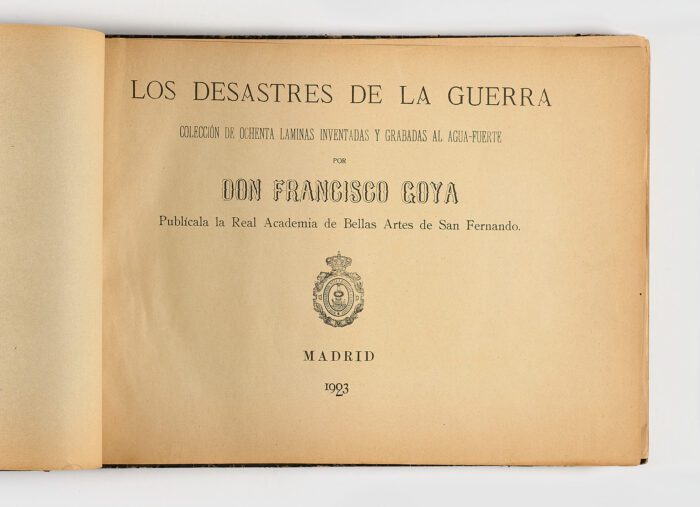 LOS DESASTRES DE LA GUERRA
COLECCIÓN DE OCHENTA LAMINAS INVENTADAS Y GRABADAS AL AGUA-FUERTE
POR
DON FRANCISCO GOYA
Publícala la Real Academia de Bellas Artes de San Fernando.
MADRID
1923